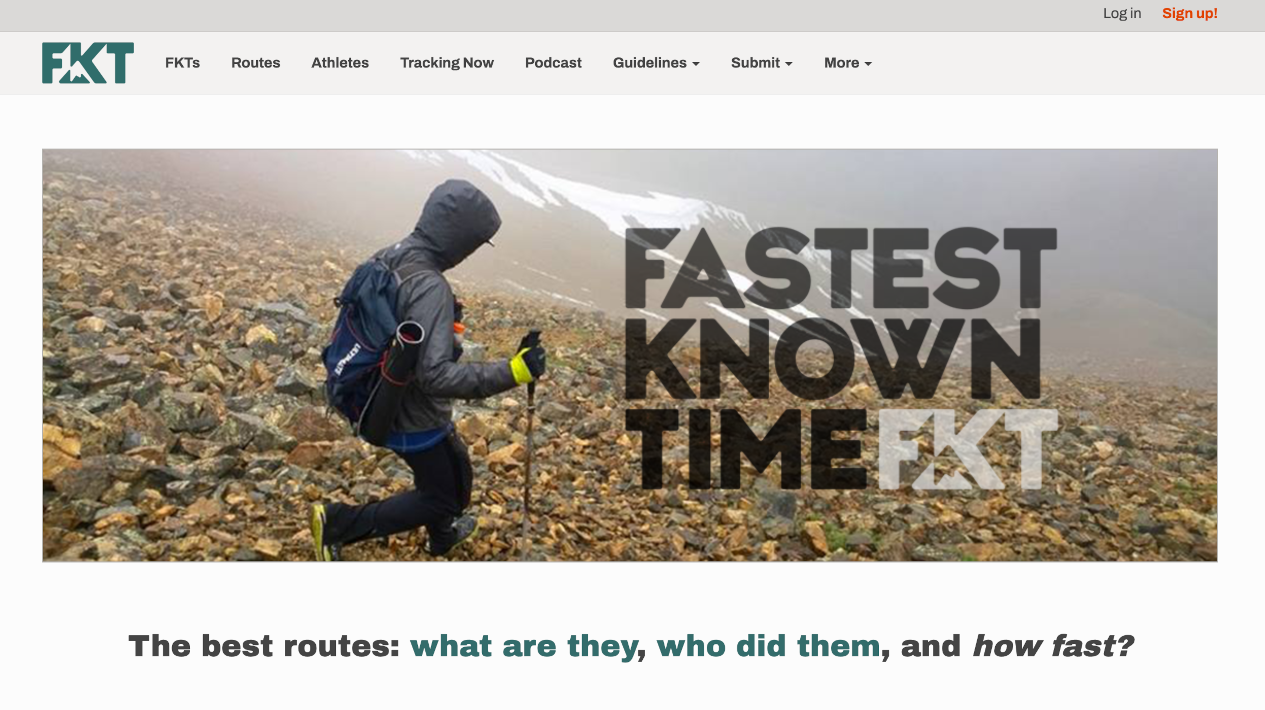 Log in Sign up!
FKT FKTs Routes Athletes Tracking Now Podcast Guidelines Submit More
FASTEST
KNOWN
TIME FKT
ULTIMATE
The best routes: what are they, who did them, and how fast?